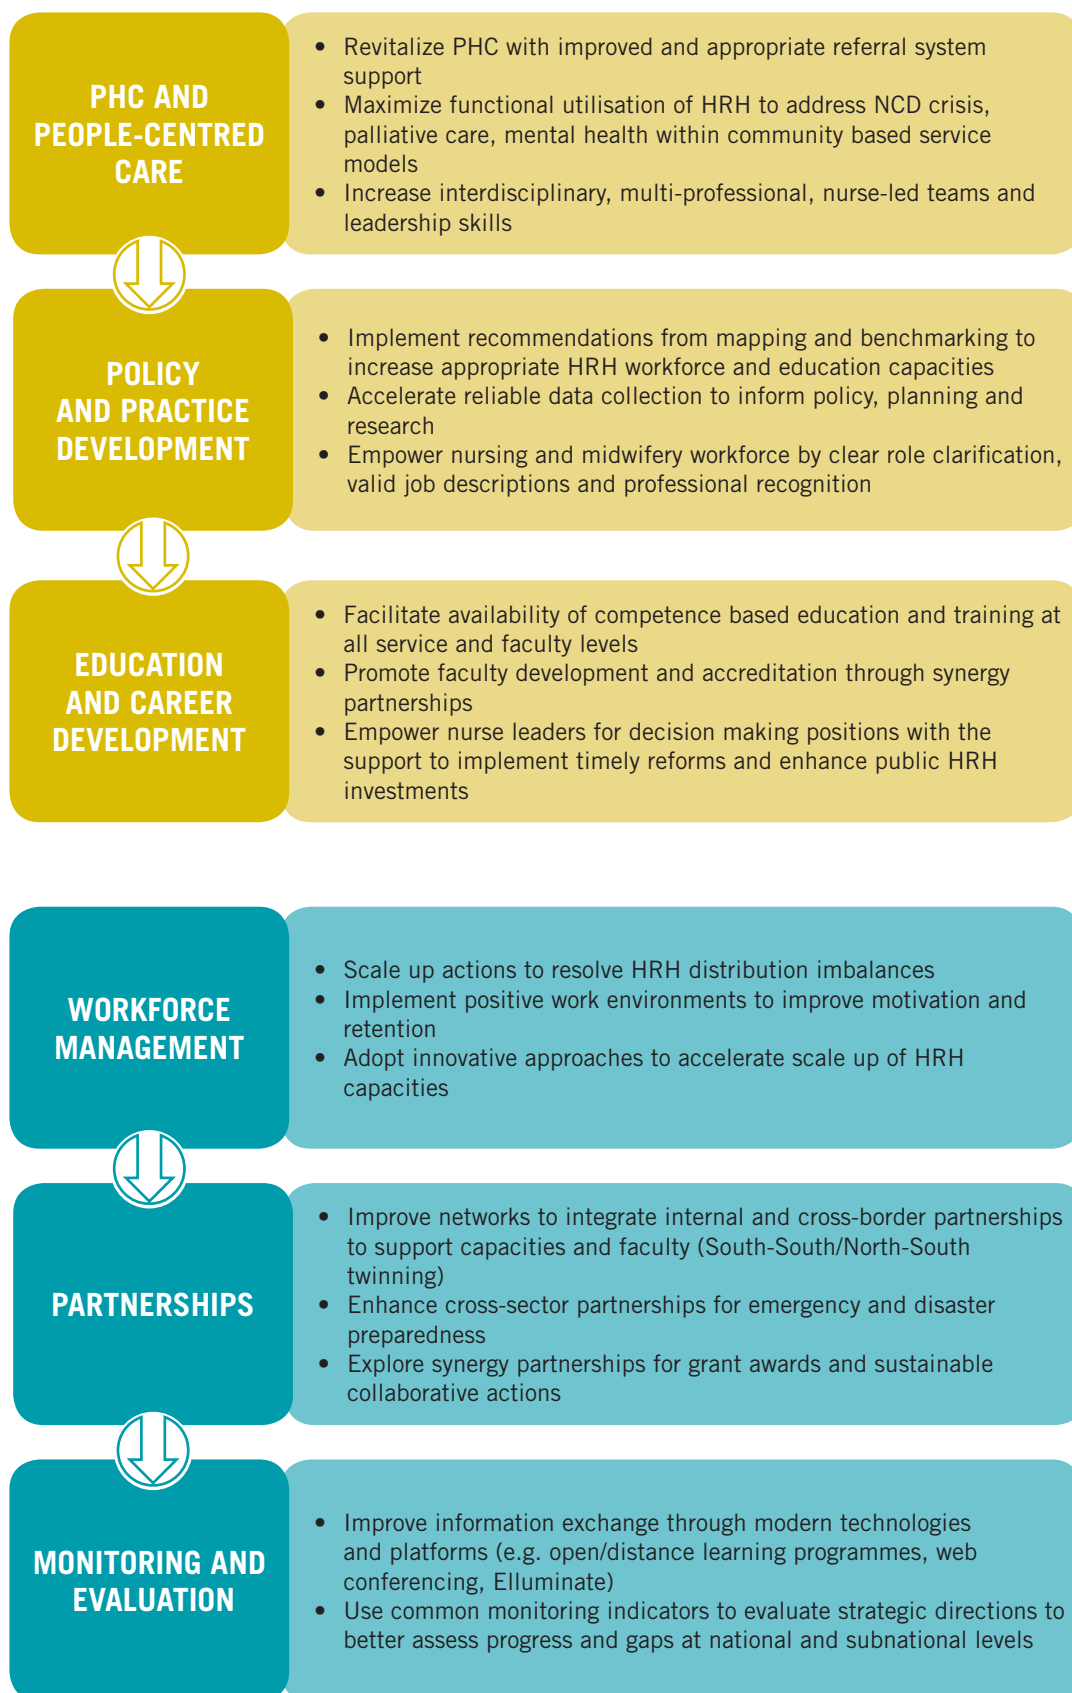 PHC AND
PEOPLE-CENTRED
CARE
• Revitalize PHC with improved and appropriate referral system
support
• Maximize functional utilisation of HRH to address NCD crisis,
palliative care, mental health within community based service
models
• Increase interdisciplinary, multi-professional, nurse-led teams and
leadership skills
POLICY
AND PRACTICE
DEVELOPMENT
• Implement recommendations from mapping and benchmarking to
increase appropriate HRH workforce and education capacities
• Accelerate reliable data collection to inform policy, planning and
research
• Empower nursing and midwifery workforce by clear role clarification,
valid job descriptions and professional recognition
EDUCATION
AND CAREER
DEVELOPMENT
• Facilitate availability of competence based education and training at
all service and faculty levels
• Promote faculty development and accreditation through synergy
partnerships
• Empower nurse leaders for decision making positions with the
support to implement timely reforms and enhance public HRH
investments
WORKFORCE
MANAGEMENT
• Scale up actions to resolve HRH distribution imbalances
• Implement positive work environments to improve motivation and
retention
• Adopt innovative approaches to accelerate scale up of HRH
capacities
PARTNERSHIPS
• Improve networks to integrate internal and cross-border partnerships
to support capacities and faculty (South-South/North-South
twinning)
• Enhance cross-sector partnerships for emergency and disaster
preparedness
• Explore synergy partnerships for grant awards and sustainable
collaborative actions
MONITORING AND
EVALUATION
• Improve information exchange through modern technologies
and platforms (e.g. open/distance learning programmes, web
conferencing, Elluminate)
• Use common monitoring indicators to evaluate strategic directions to
better assess progress and gaps at national and subnational levels